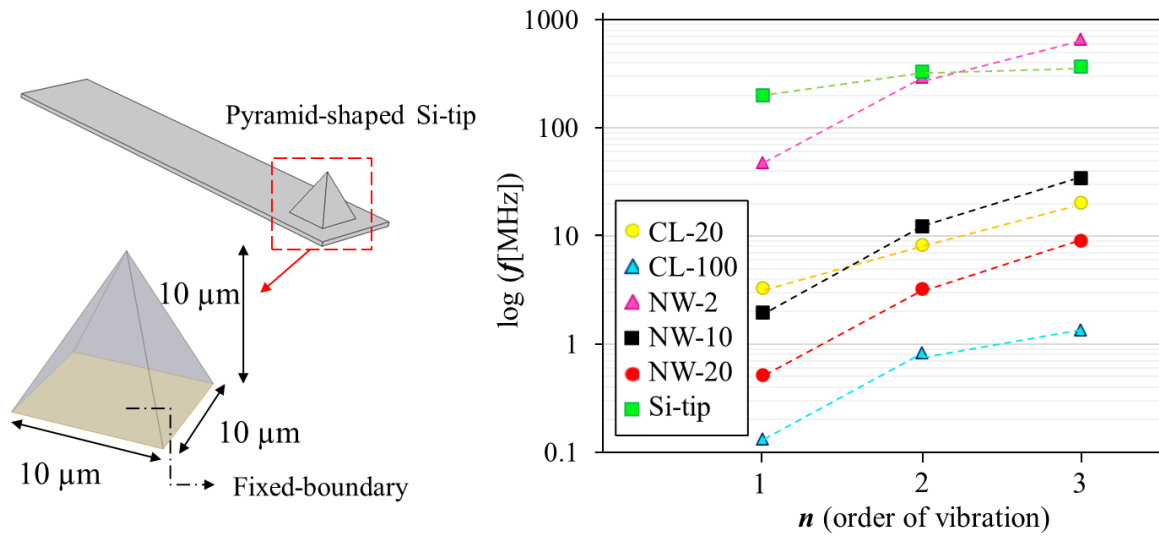 Pyramid-shaped Si-tip
10 µm
10 µm
10 µm
Fixed-boundary
log (f[MHz])
1000
100
10
1
0.1
CL-20
CL-100
NW-2
NW-10
NW-20
Si-tip
1 2 3
n (order of vibration)